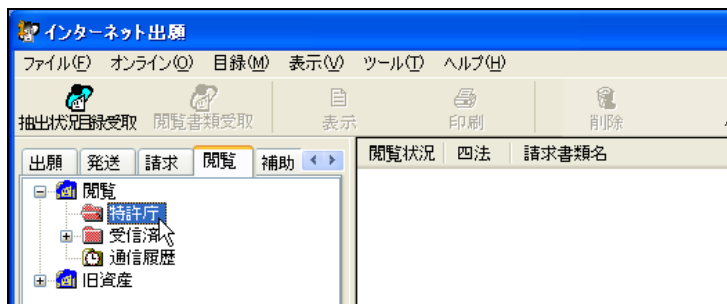 インターネット出願
ファイル(F) オンライン(O) 目録(M) 表示(V) ツール(T) ヘルプ(H)
抽出状況目録受取 閲覧書類受取 表示 印刷 削除
出願 発送 請求 閲覧 補助
閲覧状況 四法 請求書類名
閲覧
特許庁
受信済
通信履歴
旧資産